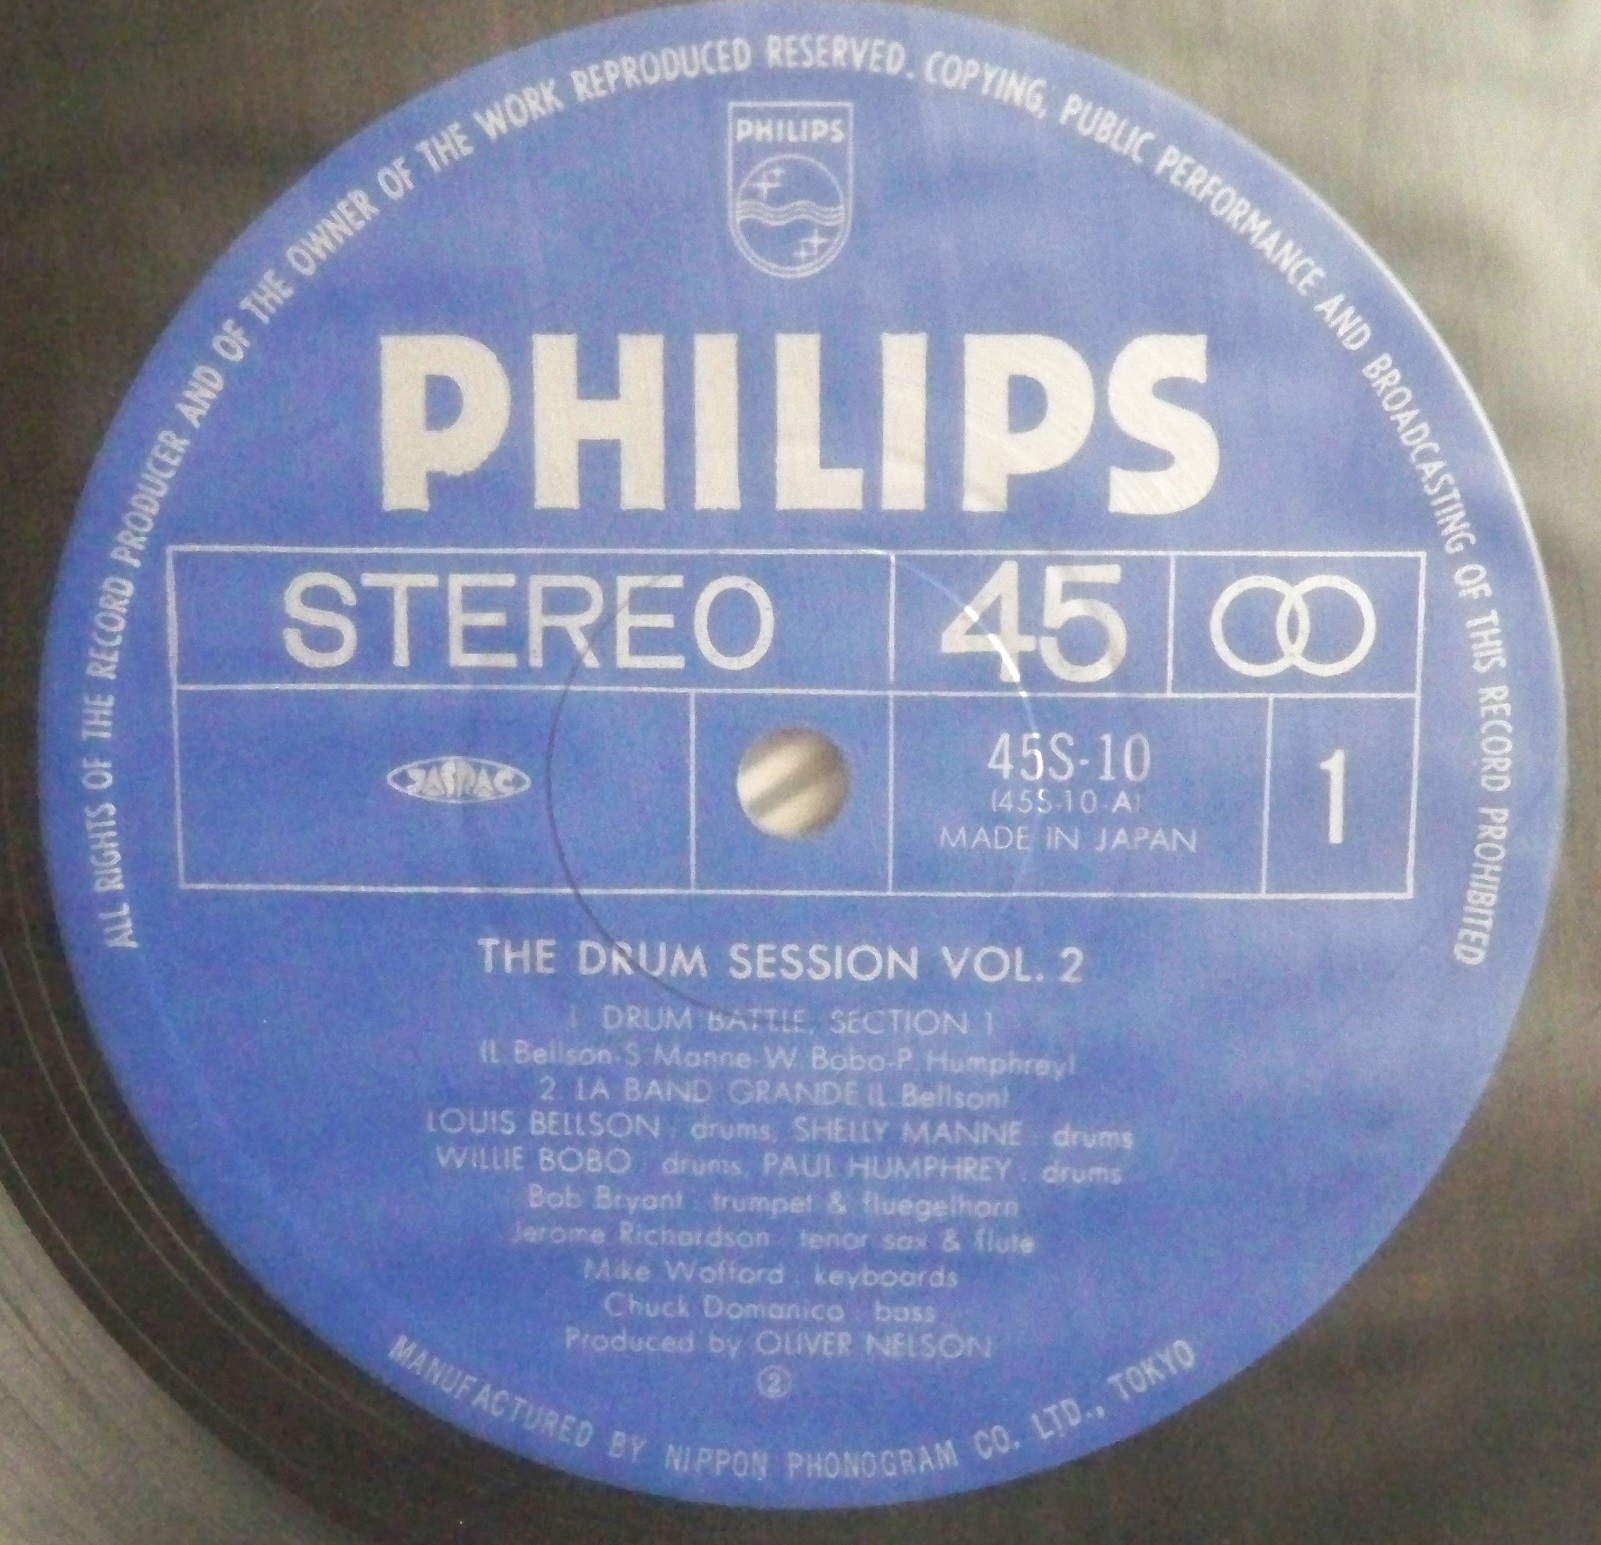 ALL RIGHTS OF THE RECORD PRODUCER AND OF THE OWNER OF THE WORK REPRODUCED RESERVED. COPYING, PUBLIC PERFORMANCE AND BROADCASTING OF THIS RECORD PROHIBITED
PHILIPS
PHILIPS
STEREO 45
JASRAC
45S-10 1
(45S-10-A)
MADE IN JAPAN
THE DRUM SESSION VOL. 2
1. DRUM BATTLE, SECTION 1
(L. Bellson-S. Manne-W. Bobo-P. Humphrey)
2. LA BAND GRANDE (L. Bellson)
LOUIS BELLSON : drums, SHELLY MANNE : drums
WILLIE BOBO : drums, PAUL HUMPHREY : drums
Bob Bryant : trumpet & fluegelhorn
Jerome Richardson : tenor sax & flute
Mike Wofford : keyboards
Chuck Domanico : bass
Produced by OLIVER NELSON
②
MANUFACTURED BY NIPPON PHONOGRAM CO. LTD., TOKYO